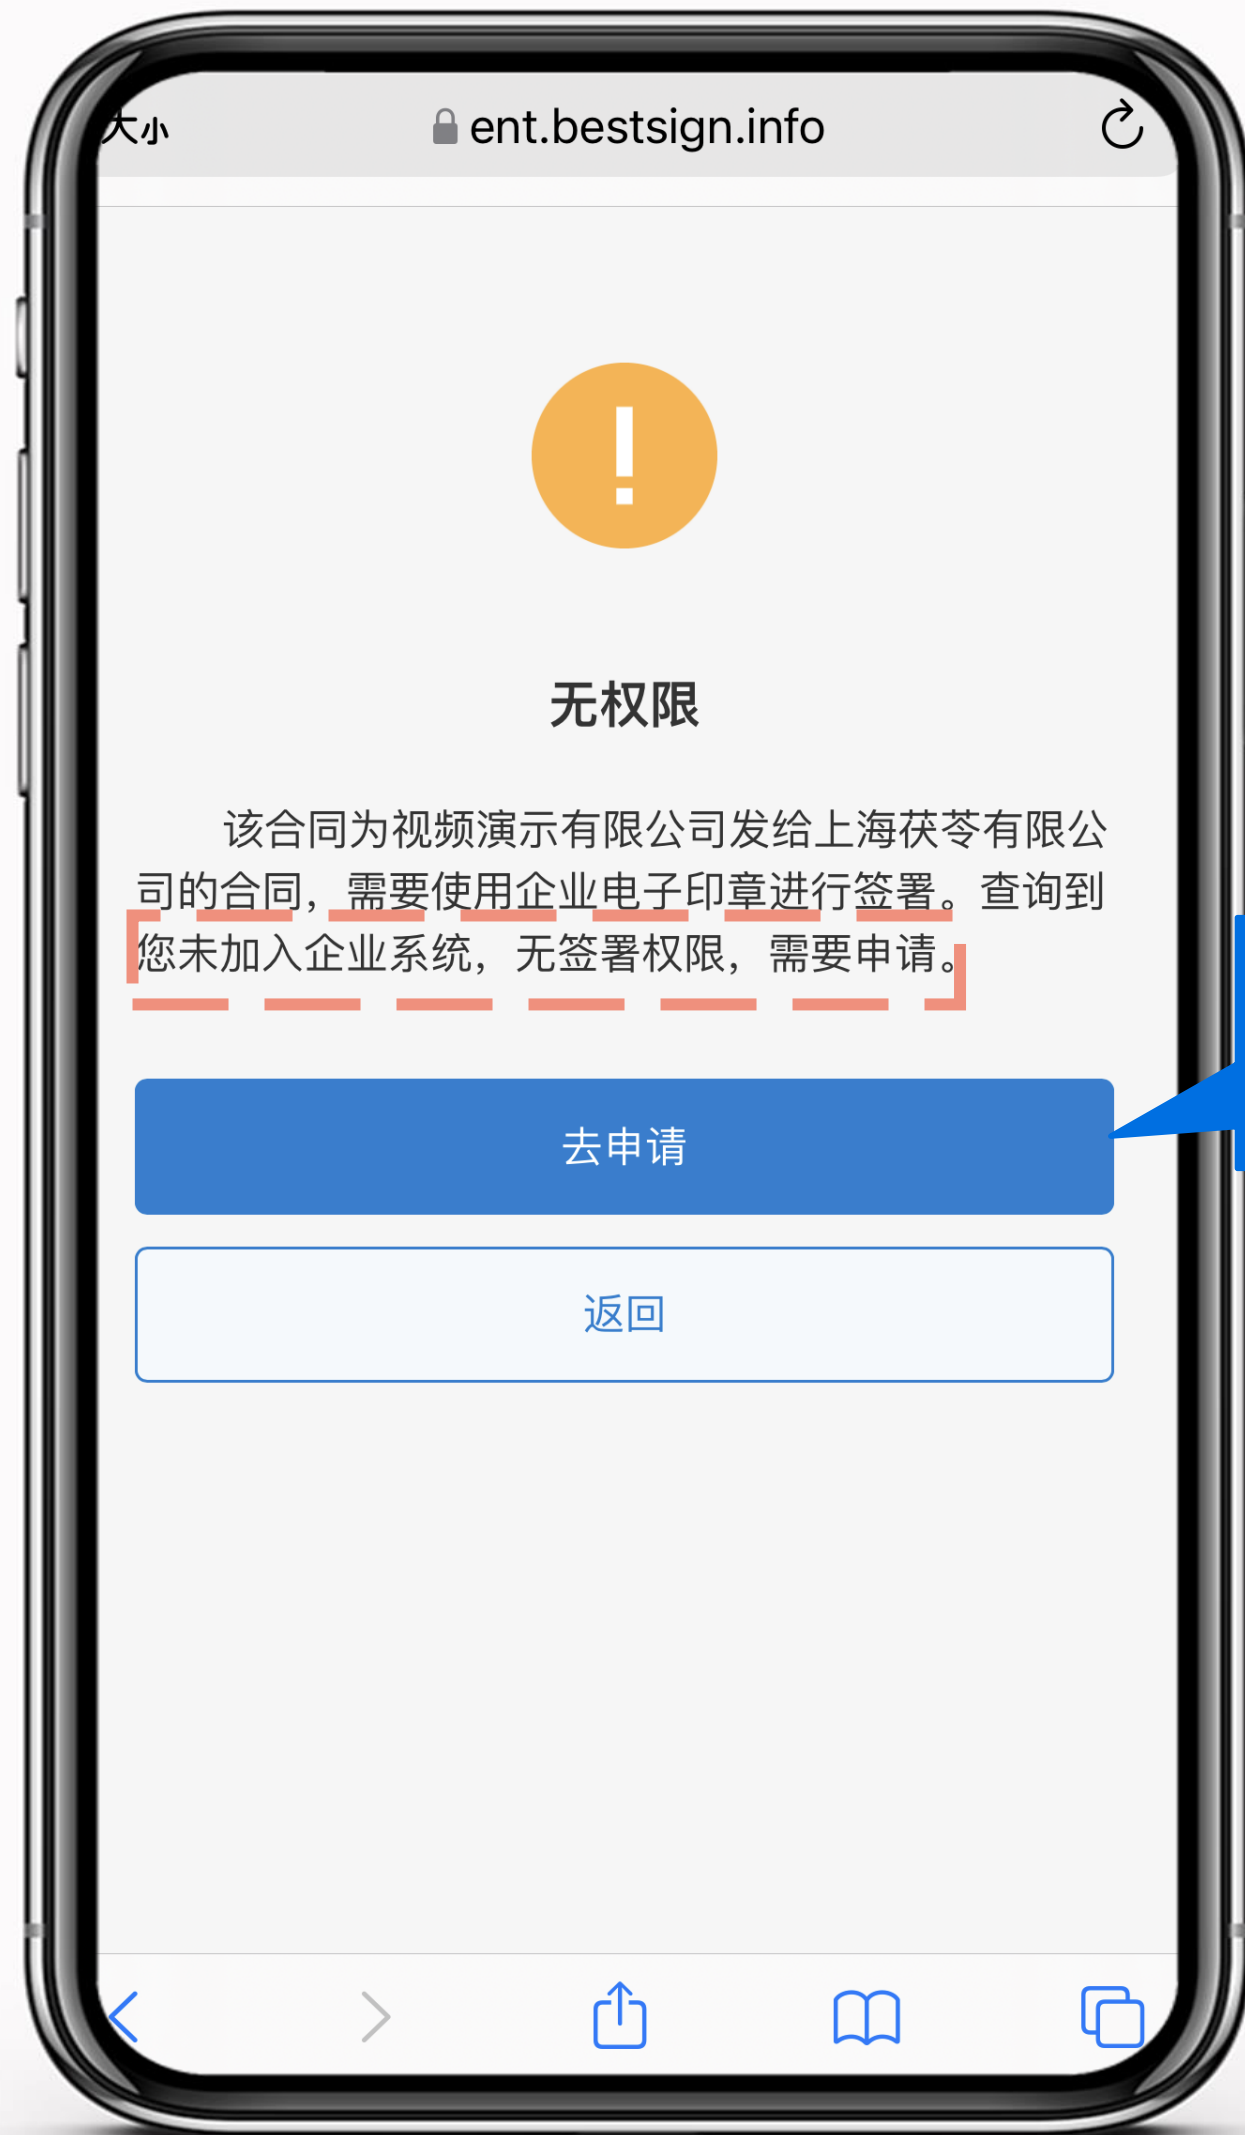 大小 ent.bestsign.info
无权限
该合同为视频演示有限公司发给上海茯苓有限公
司的合同，需要使用企业电子印章进行签署。查询到
您未加入企业系统，无签署权限，需要申请。
去申请
返回